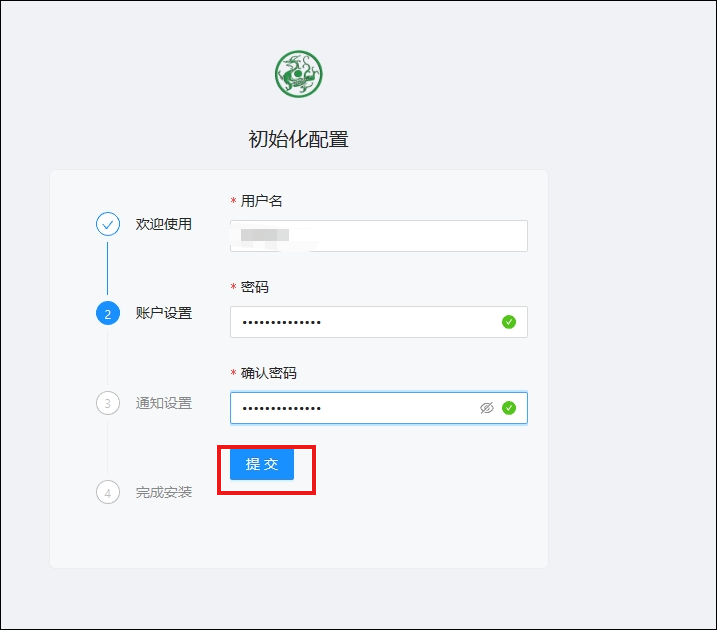 初始化配置
* 用户名
欢迎使用
* 密码
2 账户设置
* 确认密码
3 通知设置
提 交
4 完成安装